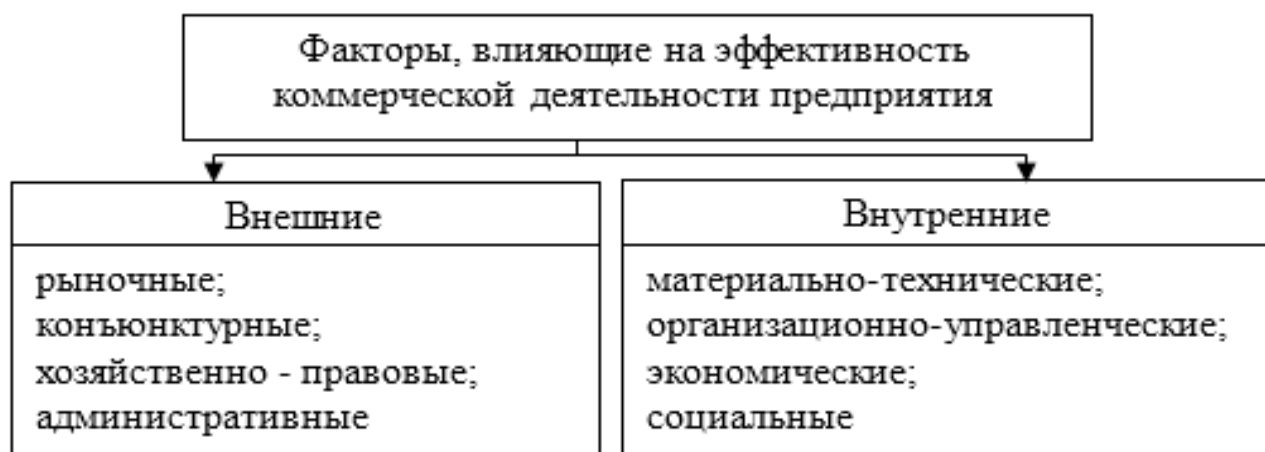 Факторы, влияющие на эффективность
коммерческой деятельности предприятия
Внешние
рыночные;
конъюнктурные;
хозяйственно - правовые;
административные
Внутренние
материально-технические;
организационно-управленческие;
экономические;
социальные